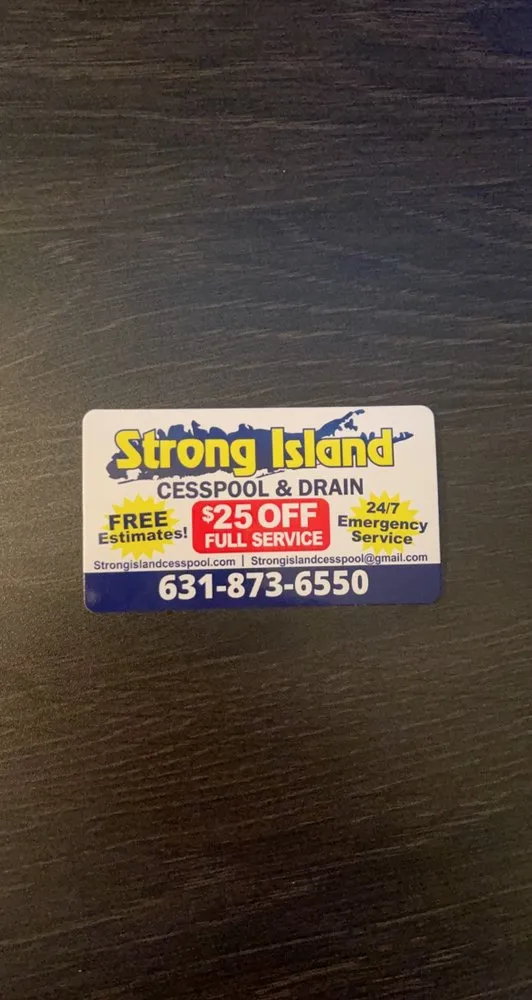 Strong Island
CESSPOOL & DRAIN
FREE
Estimates!
$25 OFF
FULL SERVICE
24/7
Emergency
Service
Strongislandcesspool.com | Strongislandcesspool@gmail.com
631-873-6550